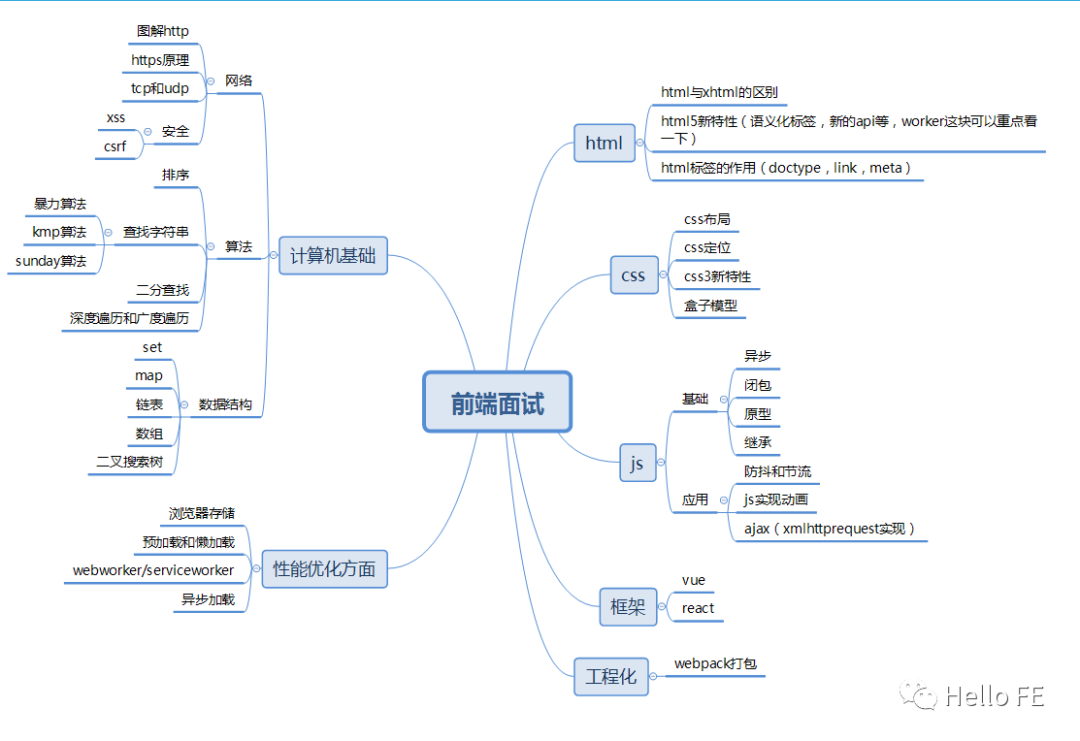 前端面试
html
html与xhtml的区别
html5新特性（语义化标签，新的api等，worker这块可以重点看
一下）
html标签的作用（doctype，link，meta）
css
css布局
css定位
css3新特性
盒子模型
js
基础
异步
闭包
原型
继承
应用
防抖和节流
js实现动画
ajax（xmlhttprequest实现）
框架
vue
react
工程化
webpack打包
计算机基础
网络
图解http
https原理
tcp和udp
安全
xss
csrf
算法
排序
查找字符串
暴力算法
kmp算法
sunday算法
二分查找
深度遍历和广度遍历
数据结构
set
map
链表
数组
二叉搜索树
性能优化方面
浏览器存储
预加载和懒加载
webworker/serviceworker
异步加载
Hello FE